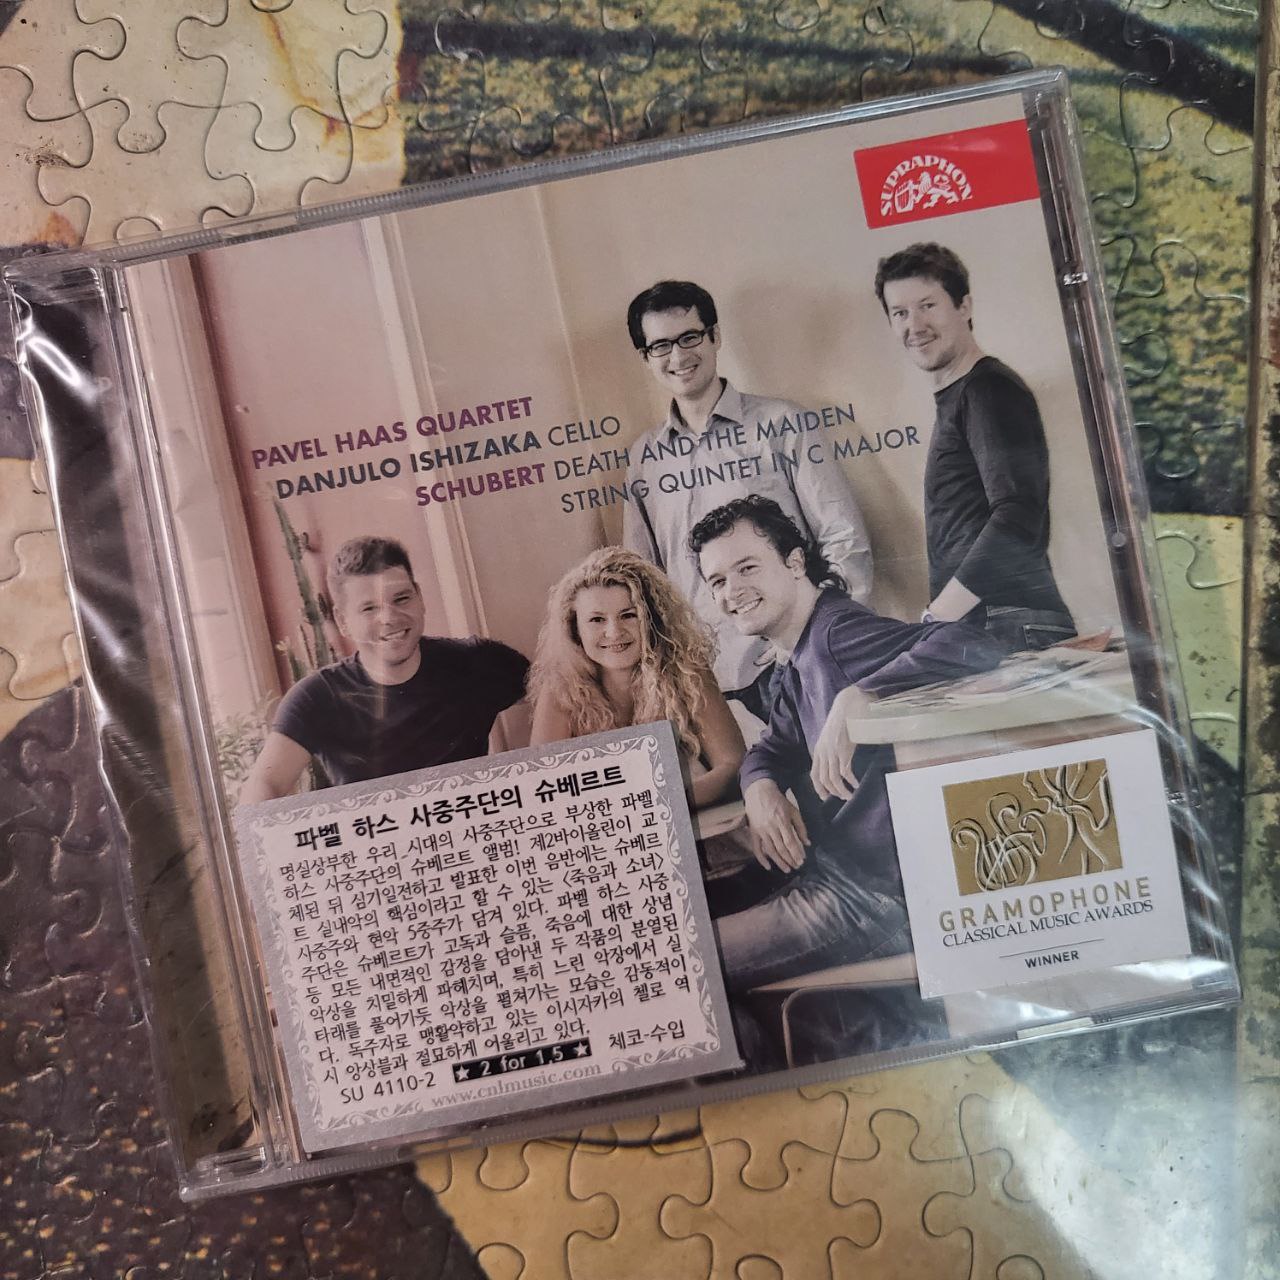 SUPRAPHON
PAVEL HAAS QUARTET
DANJULO ISHIZAKA CELLO
SCHUBERT DEATH AND THE MAIDEN
STRING QUINTET IN C MAJOR
파벨 하스 사중주단의 슈베르트
명실상부한 우리 시대의 사중주단으로 부상한 파벨
하스 사중주단의 슈베르트 앨범! 제2바이올린이 교
체된 뒤 심기일전하고 발표한 이번 음반에는 슈베르
트 실내악의 핵심이라고 할 수 있는 <죽음과 소녀>
사중주와 현악 5중주가 담겨 있다. 파벨 하스 사중
주단은 슈베르트가 고독과 슬픔, 죽음에 대한 상념
등 모든 내면적인 감정을 담아낸 두 작품의 분열된
악상을 치밀하게 파헤치며, 특히 느린 악장에서 실
타래를 풀어가듯 악상을 펼쳐가는 모습은 감동적이
다. 독주자로 맹활약하고 있는 이시자카의 첼로 역
시 앙상블과 절묘하게 어울리고 있다.
SU 4110-2 ★ 2 for 1.5 ★ 체코-수입
www.cnlmusic.com
GRAMOPHONE
CLASSICAL MUSIC AWARDS
WINNER